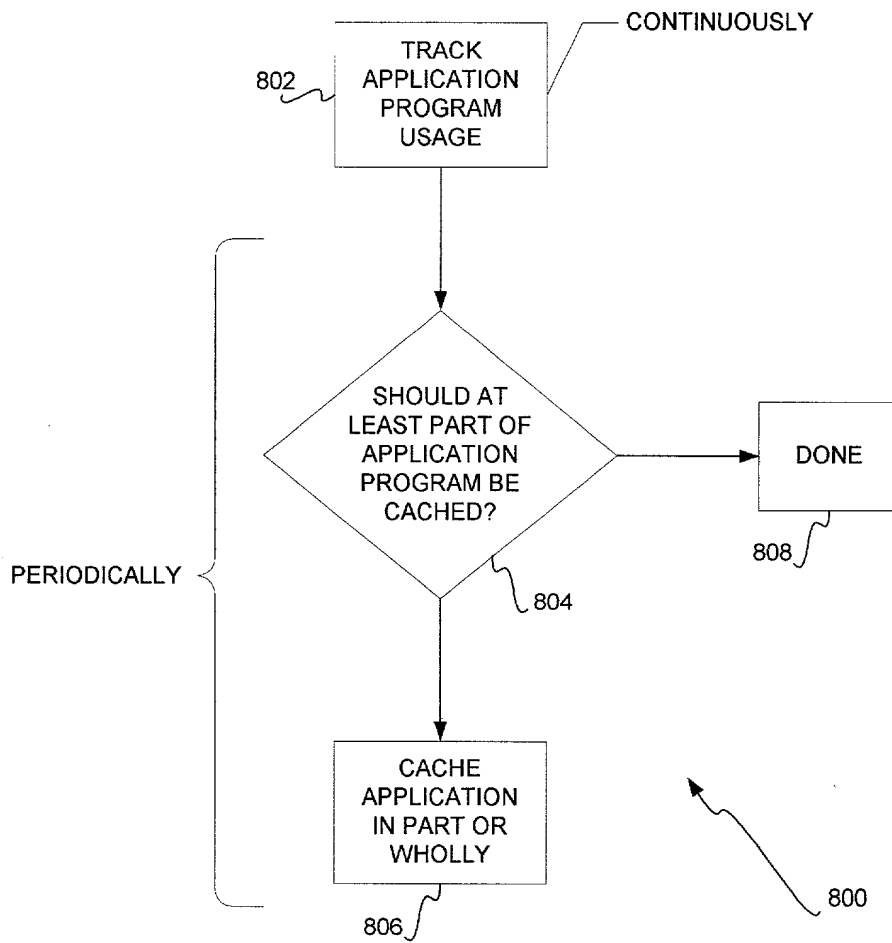 CONTINUOUSLY
TRACK
APPLICATION
PROGRAM
USAGE
802
SHOULD AT
LEAST PART OF
APPLICATION
PROGRAM BE
CACHED?
DONE
808
PERIODICALLY
804
CACHE
APPLICATION
IN PART OR
WHOLLY
806
800